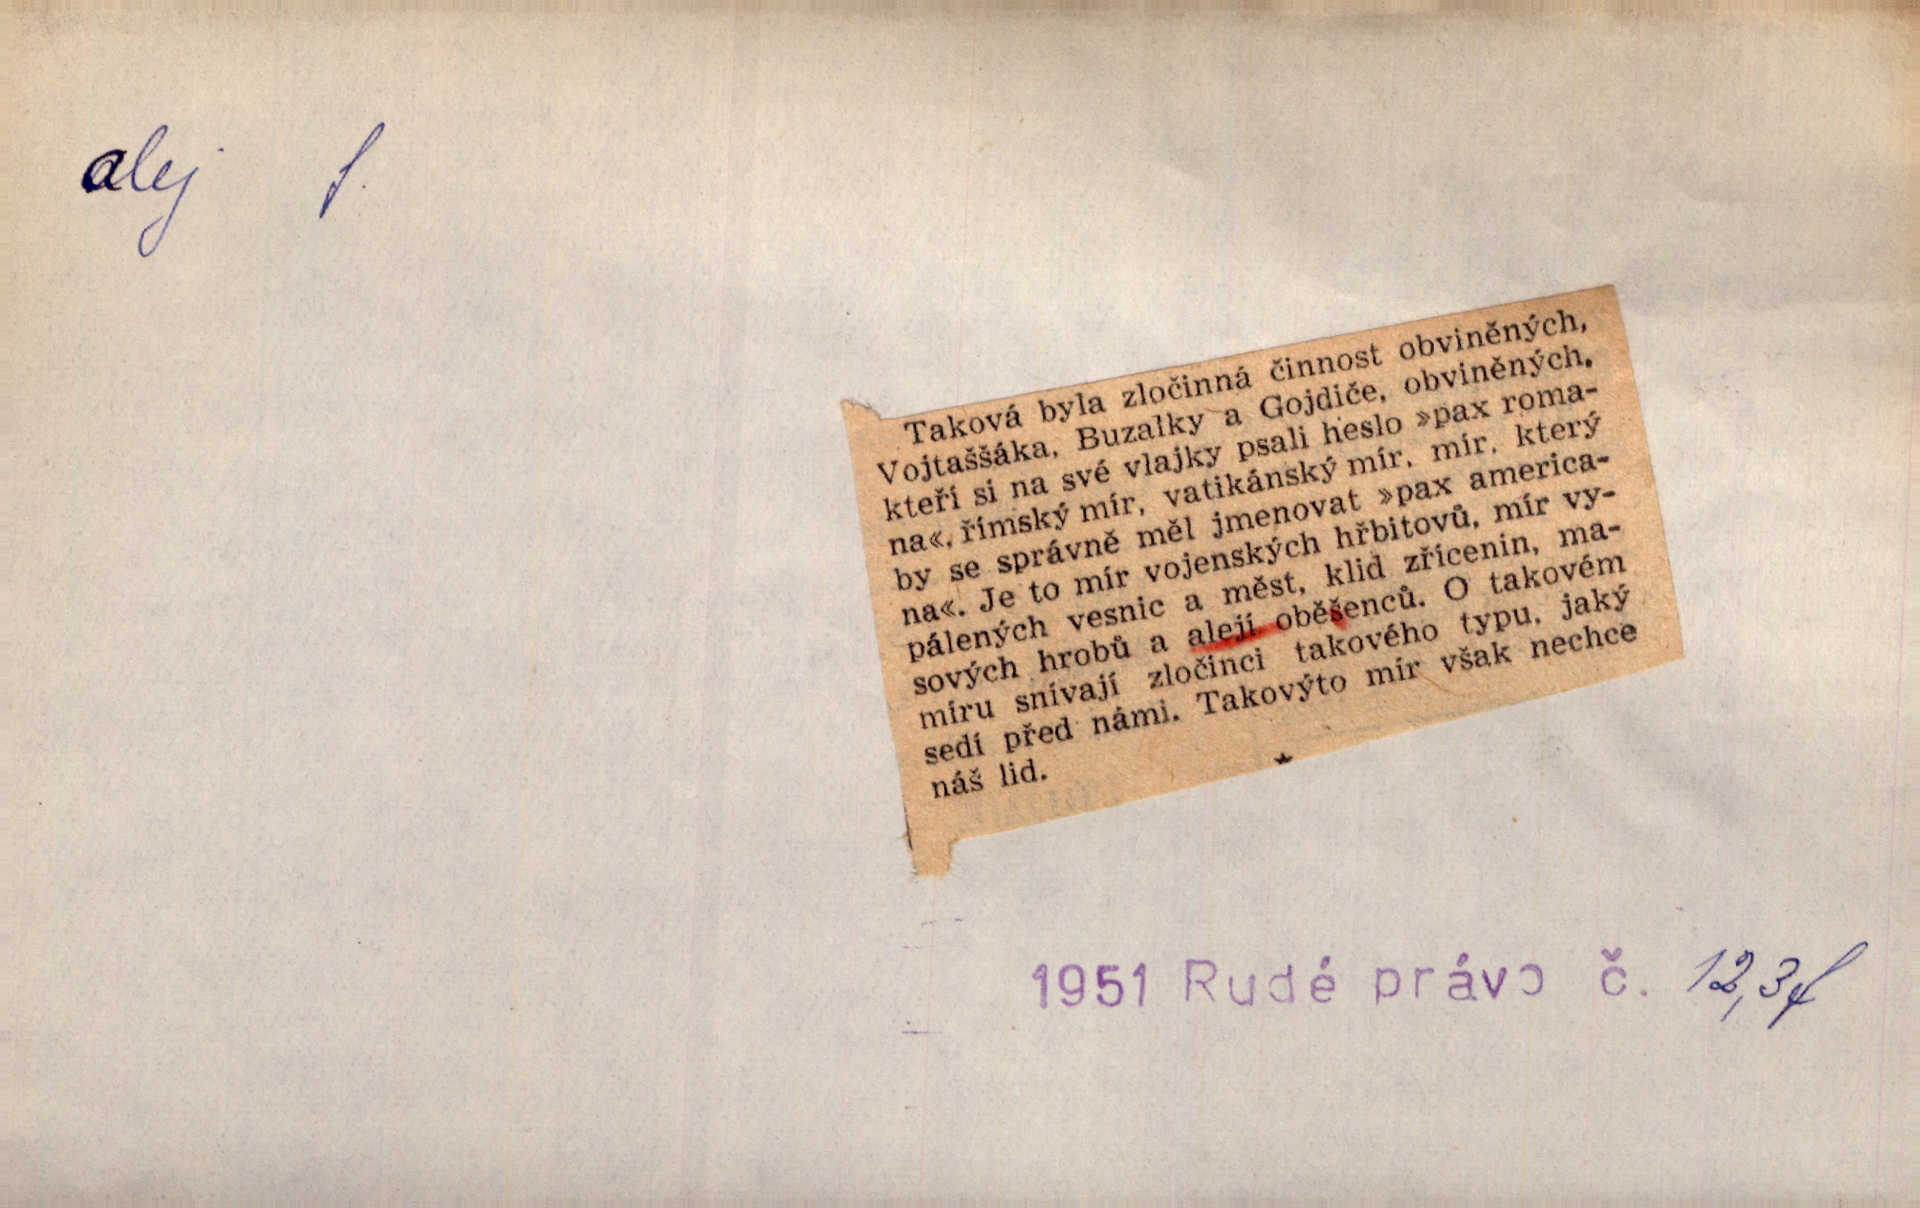 alej f.
Taková byla zločinná činnost obviněných,
Vojtaššáka, Buzalky a Gojdiče, obviněných,
kteří si na své vlajky psali heslo »pax roma-
na«, římský mír, vatikánský mír, mír, který
by se správně měl jmenovat »pax america-
na«. Je to mír vojenských hřbitovů, mír vy-
pálených vesnic a měst, klid zřícenin, ma-
sových hrobů a alejí oběšenců. O takovém
míru snívají zločinci takového typu, jaký
sedí před námi. Takovýto mír však nechce
náš lid.
1951 Rudé právo č. 12,3